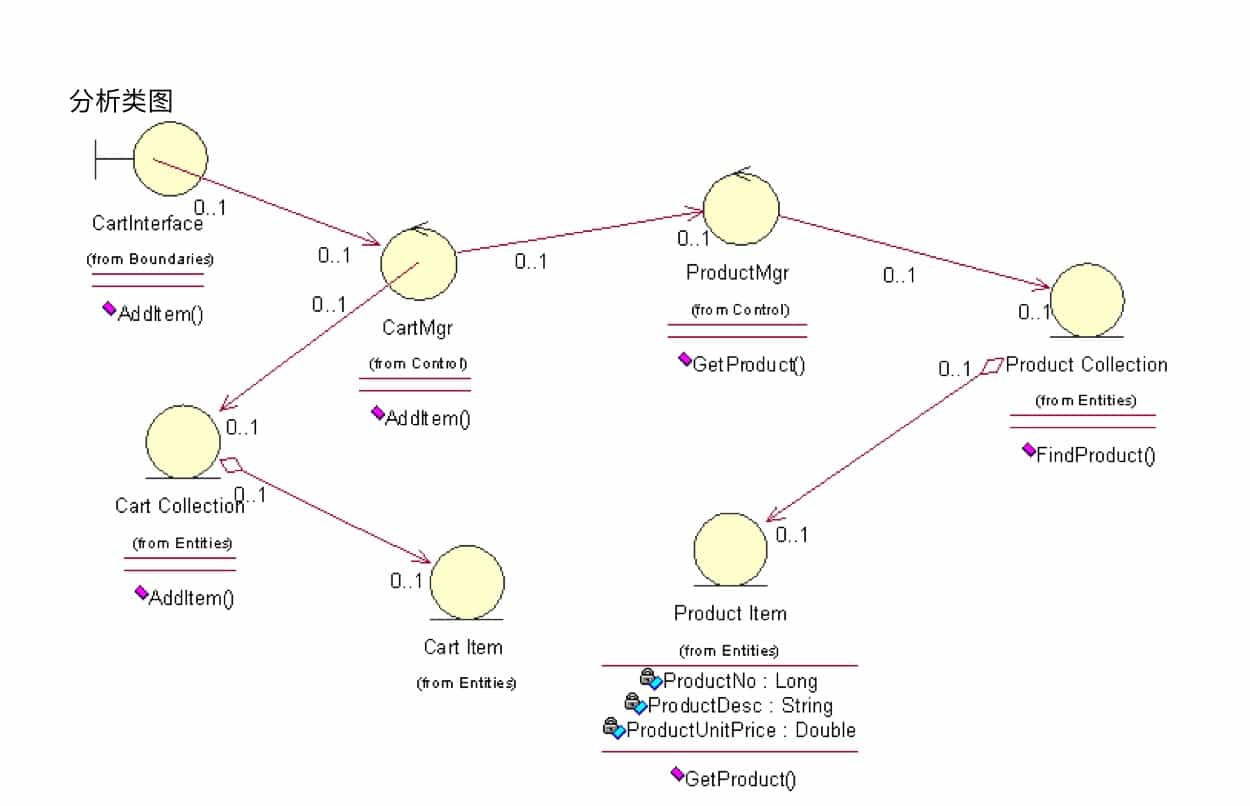 分析类图
0..1
CartInterface
(from Boundaries)
AddItem()
0..1
0..1
CartMgr
(from Control)
AddItem()
0..1
0..1
ProductMgr
(from Control)
GetProduct()
0..1
0..1
Product Collection
(from Entities)
FindProduct()
0..1
0..1
0..1
Cart Collection
(from Entities)
AddItem()
0..1
Cart Item
(from Entities)
0..1
Product Item
(from Entities)
ProductNo : Long
ProductDesc : String
ProductUnitPrice : Double
GetProduct()